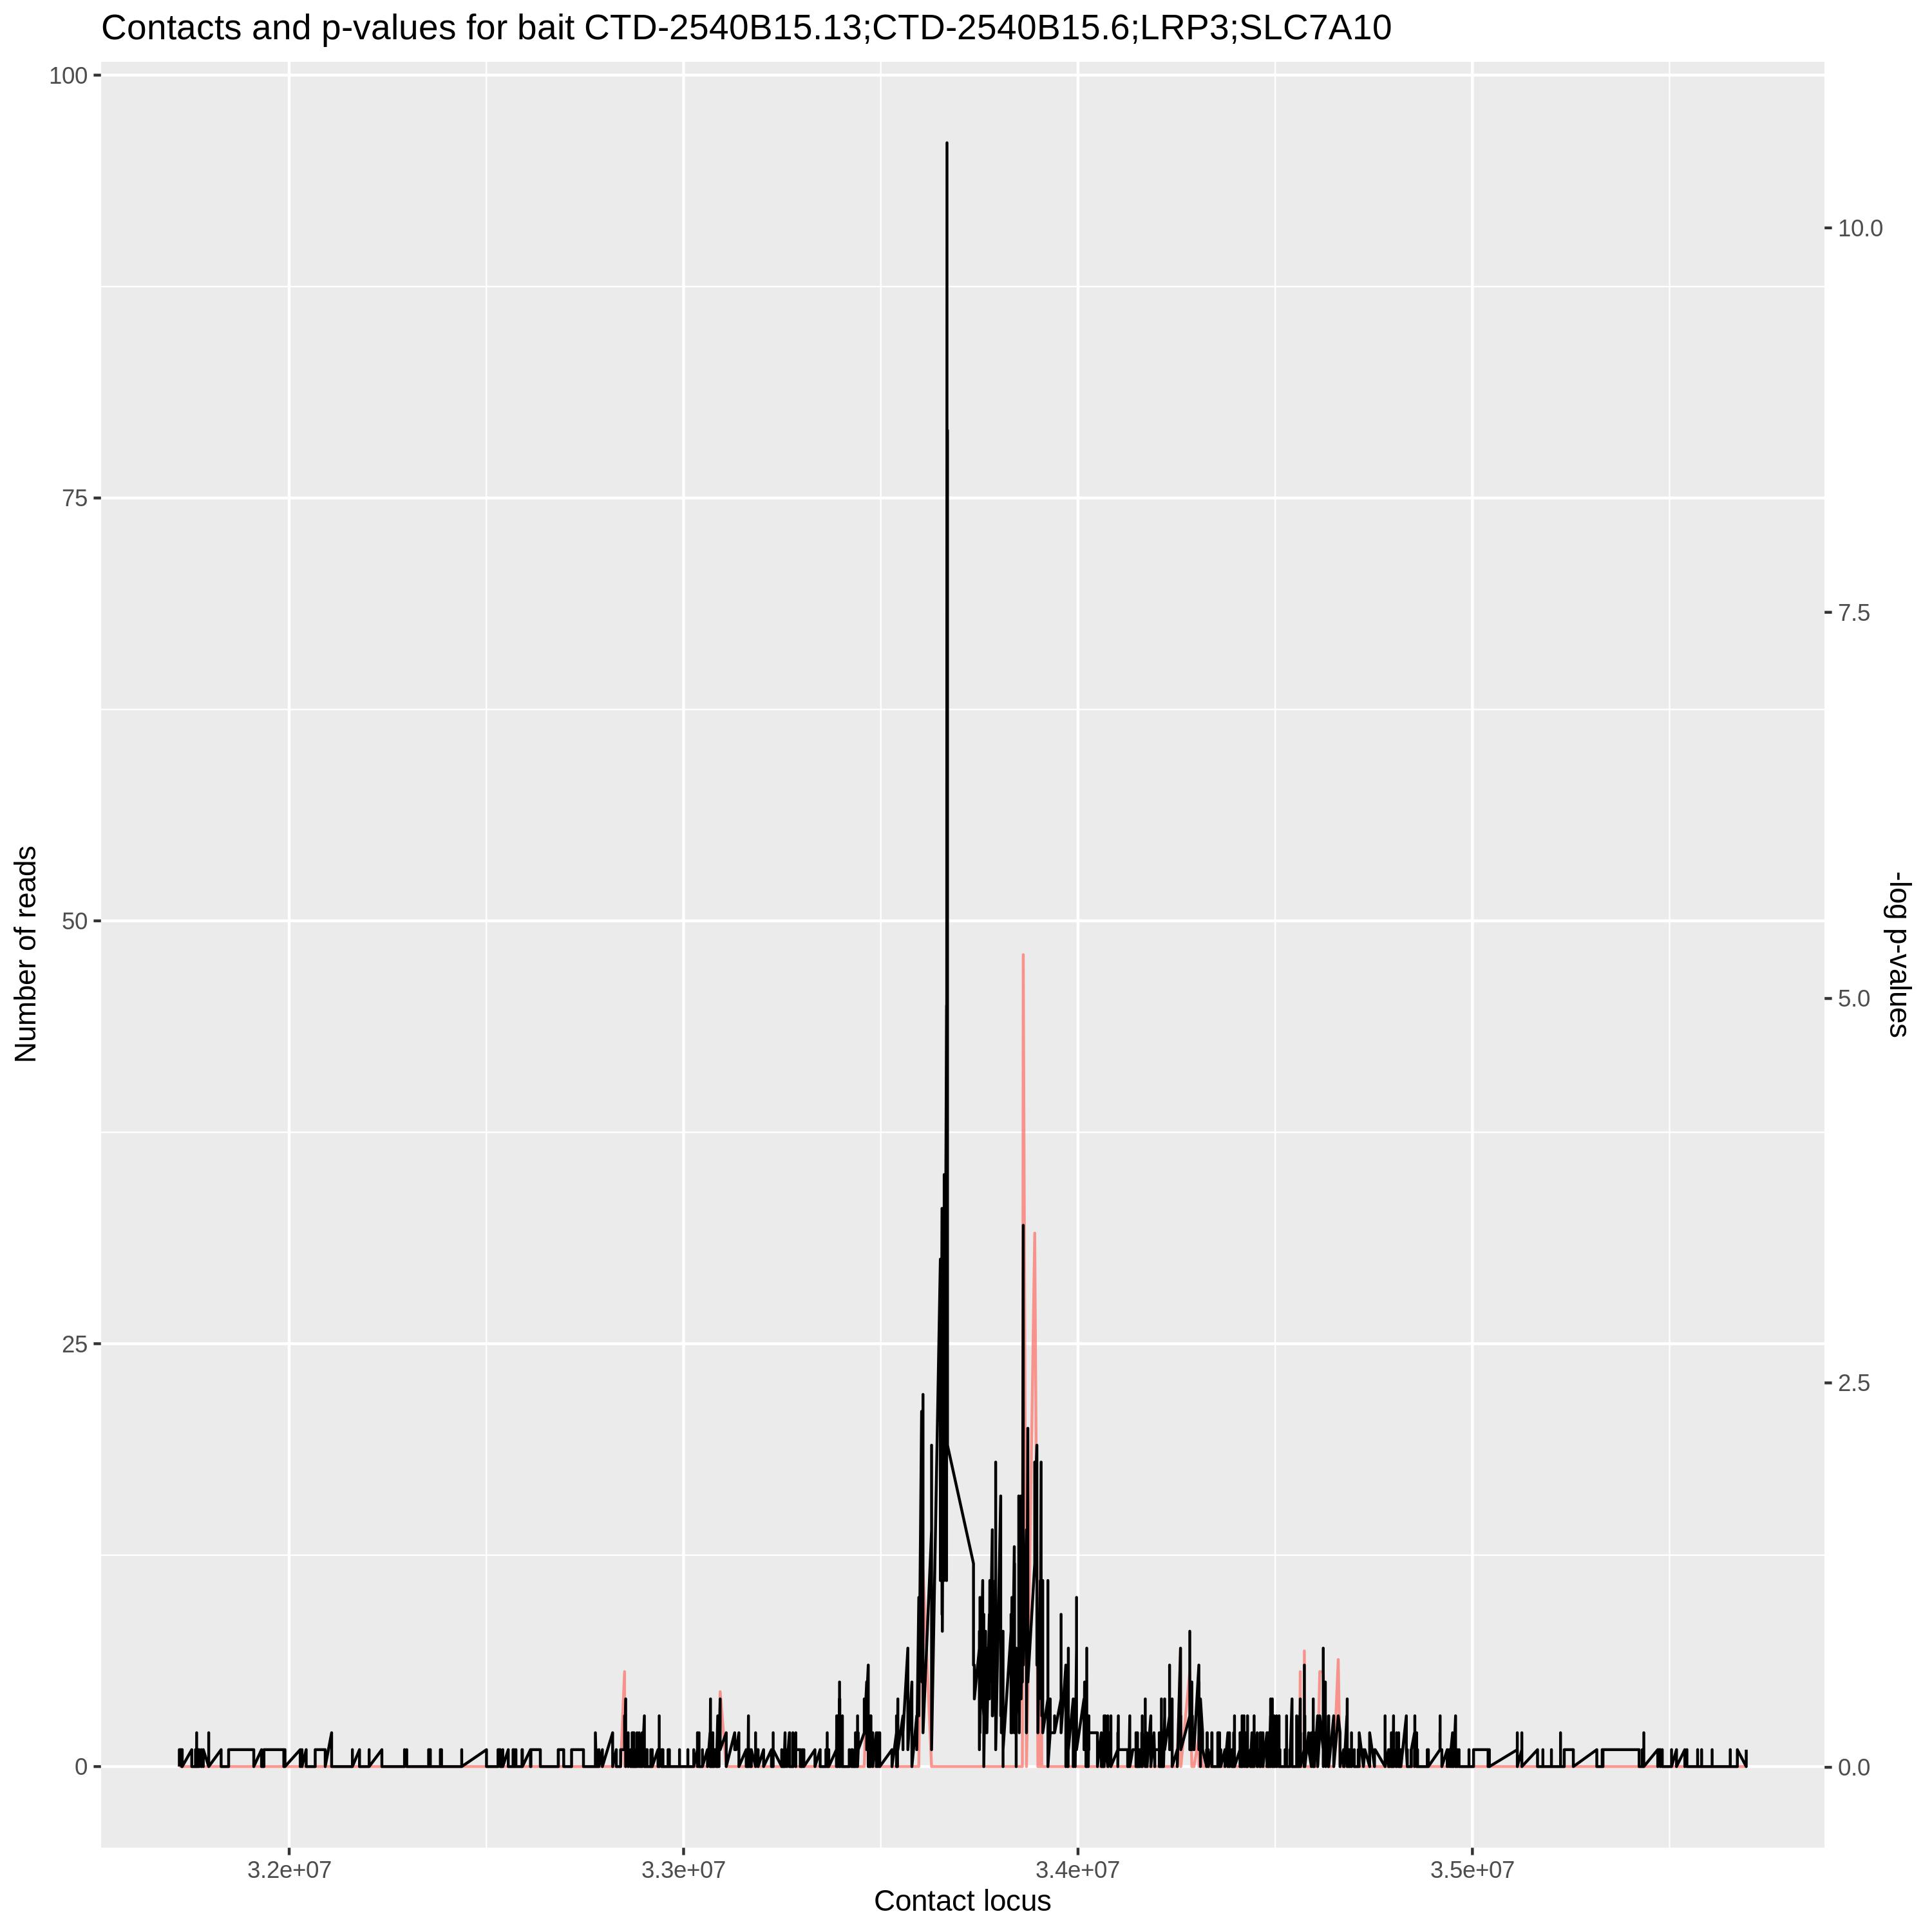 Contacts and p-values for bait CTD-2540B15.13;CTD-2540B15.6;LRP3;SLC7A10
100
75
50
25
0
Number of reads
10.0
7.5
5.0
2.5
0.0
-log p-values
3.2e+07 3.3e+07 3.4e+07 3.5e+07
Contact locus